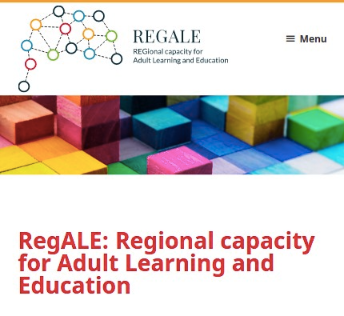 REGALE
REGional capacity for
Adult Learning and Education
≡ Menu
RegALE: Regional capacity
for Adult Learning and
Education